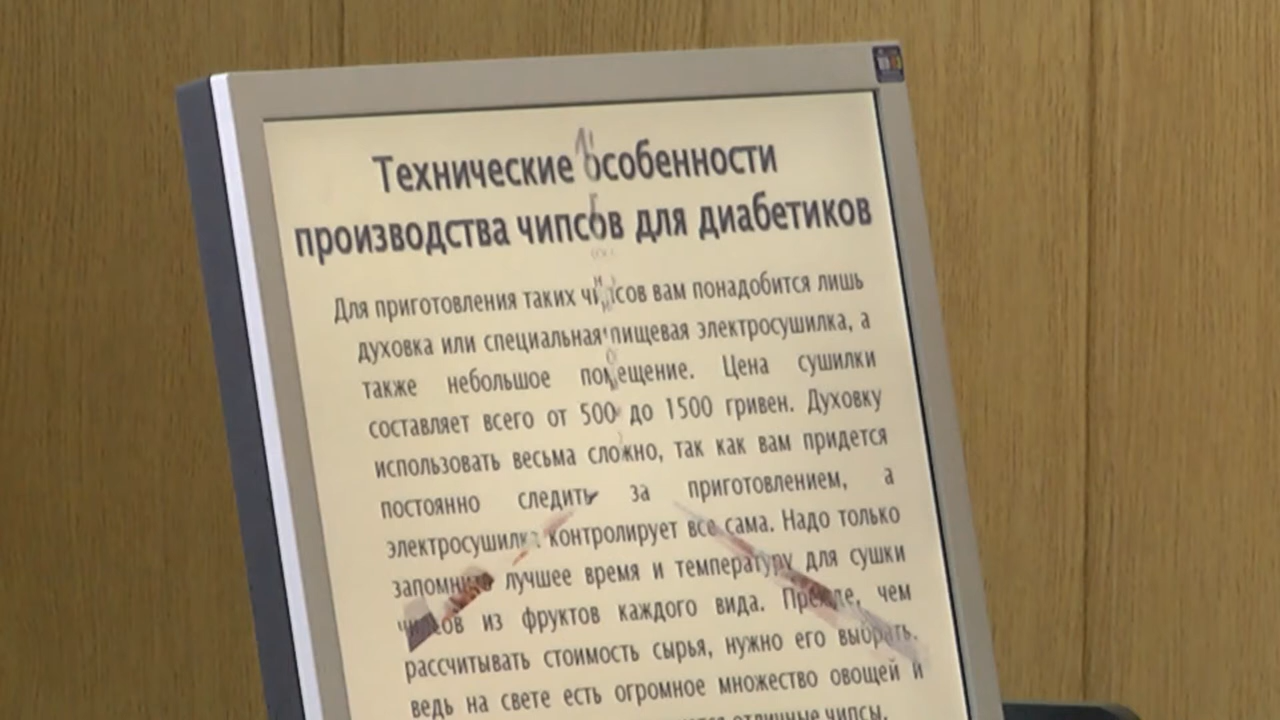 Технические особенности
производства чипсов для диабетиков
Для приготовления таких чипсов вам понадобится лишь
духовка или специальная пищевая электросушилка, а
также небольшое помещение. Цена сушилки
составляет всего от 500 до 1500 гривен. Духовку
использовать весьма сложно, так как вам придется
постоянно следить за приготовлением, а
электросушилка контролирует все сама. Надо только
запомнить лучшее время и температуру для сушки
чипсов из фруктов каждого вида. Прежде, чем
рассчитывать стоимость сырья, нужно его выбрать.
ведь на свете есть огромное множество овощей и
отличные чипсы.